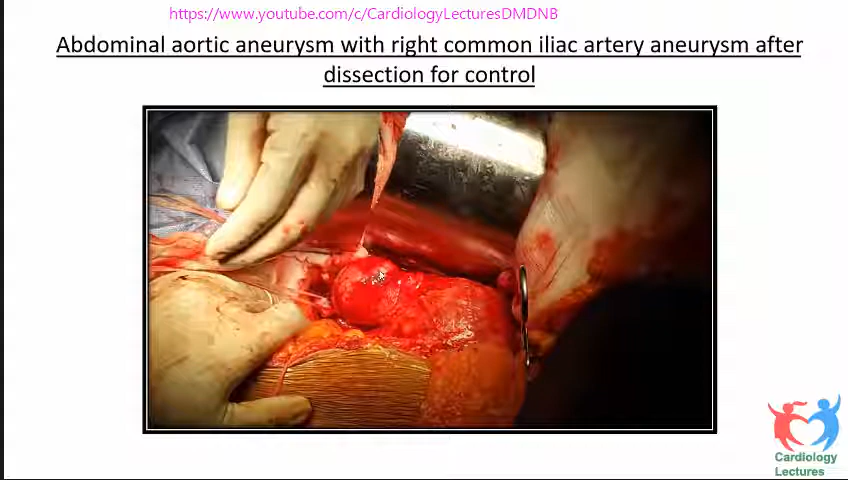 https://www.youtube.com/c/CardiologyLecturesDMDNB
Abdominal aortic aneurysm with right common iliac artery aneurysm after
dissection for control
Cardiology
Lectures